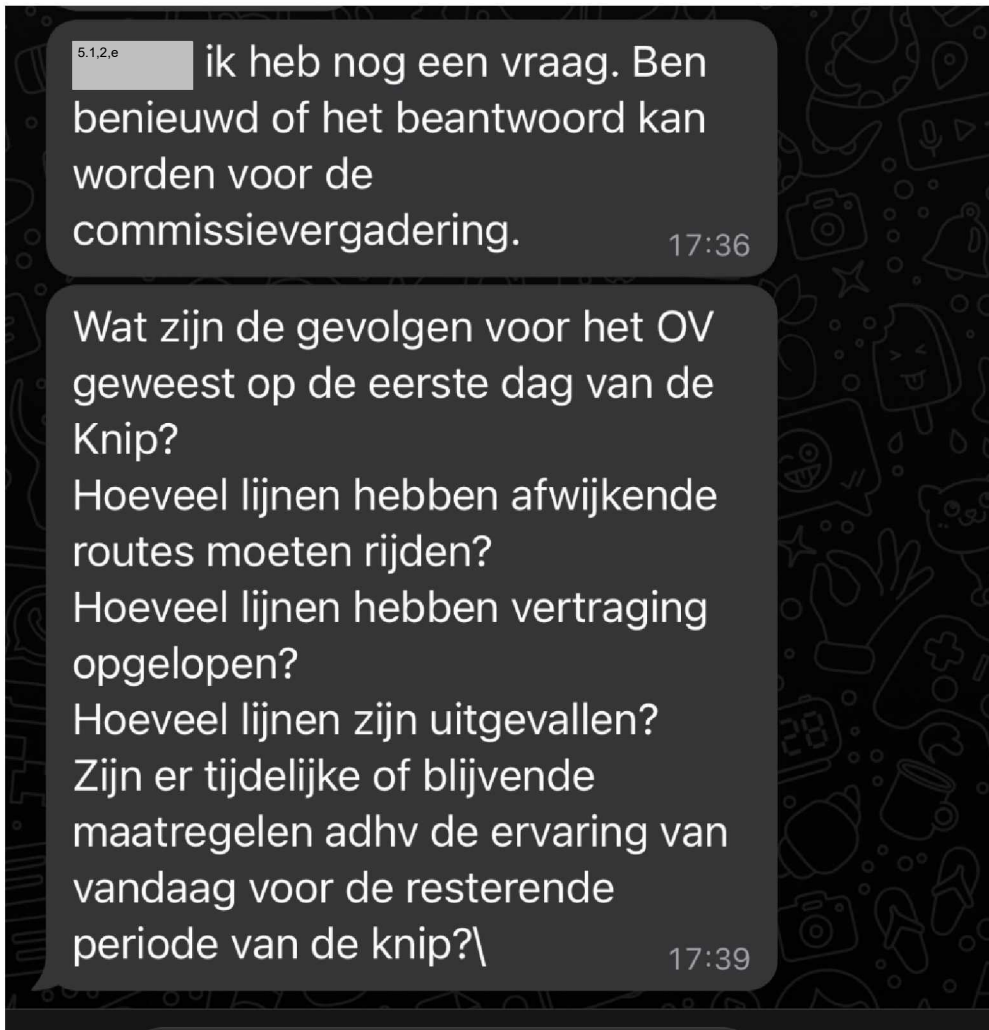 5.1,2,e ik heb nog een vraag. Ben
benieuwd of het beantwoord kan
worden voor de
commissievergadering.
17:36
Wat zijn de gevolgen voor het OV
geweest op de eerste dag van de
Knip?
Hoeveel lijnen hebben afwijkende
routes moeten rijden?
Hoeveel lijnen hebben vertraging
opgelopen?
Hoeveel lijnen zijn uitgevallen?
Zijn er tijdelijke of blijvende
maatregelen adhv de ervaring van
vandaag voor de resterende
periode van de knip?\
17:39